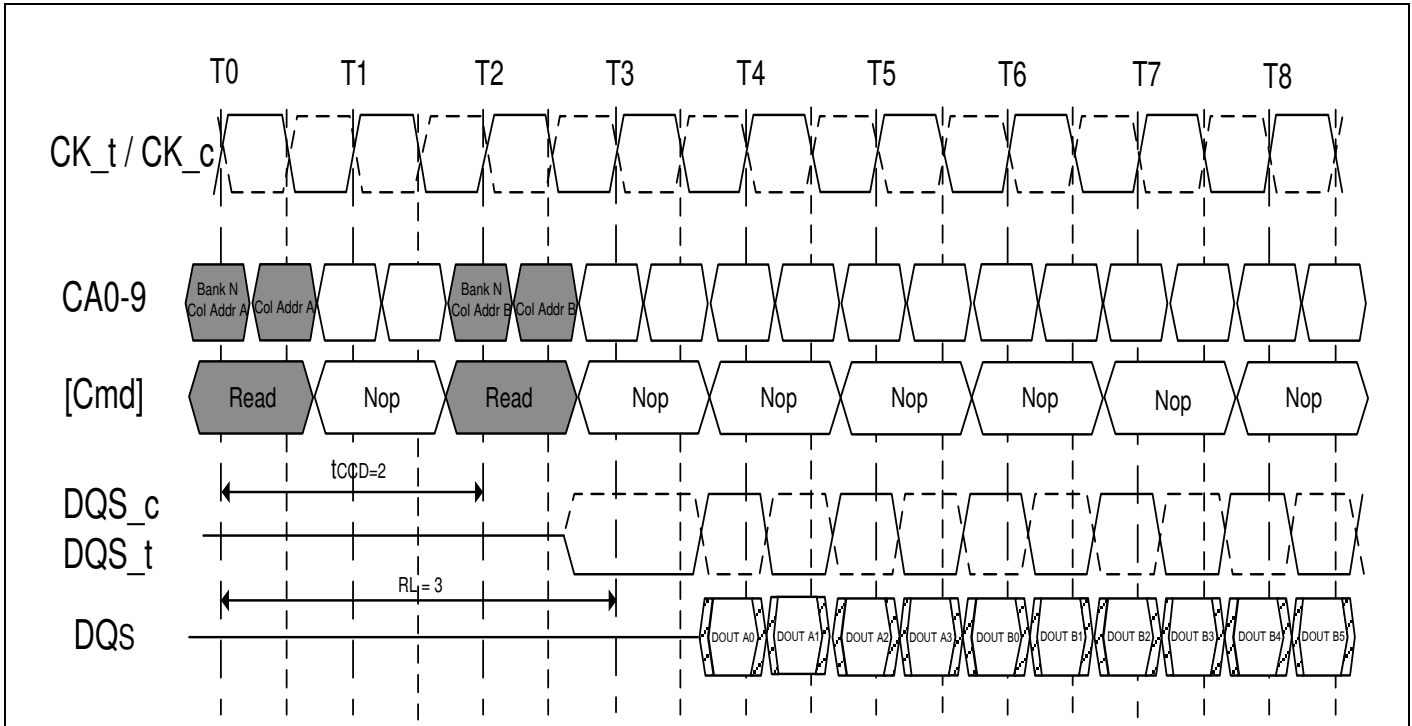 T0 T1 T2 T3 T4 T5 T6 T7 T8
CK_t / CK_c
CA0-9
Bank N
Col Addr A
Col Addr A
Bank N
Col Addr B
Col Addr B
[Cmd]
Read Nop Read Nop Nop Nop Nop Nop Nop
tCCD=2
DQS_c
DQS_t
RL = 3
DQs
DOUT A0 DOUT A1 DOUT A2 DOUT A3 DOUT B0 DOUT B1 DOUT B2 DOUT B3 DOUT B4 DOUT B5